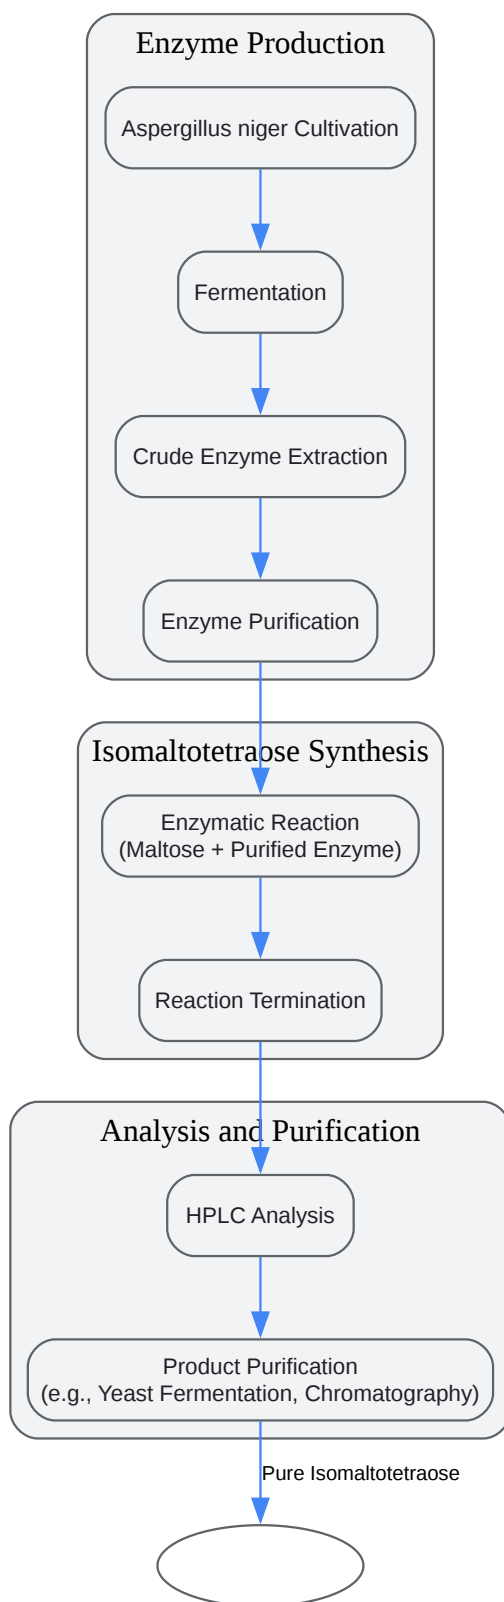 Enzyme Production
Aspergillus niger Cultivation
Fermentation
Crude Enzyme Extraction
Enzyme Purification
Isomaltotetraose Synthesis
Enzymatic Reaction
(Maltose + Purified Enzyme)
Reaction Termination
Analysis and Purification
HPLC Analysis
Product Purification
(e.g., Yeast Fermentation, Chromatography)
Pure Isomaltotetraose